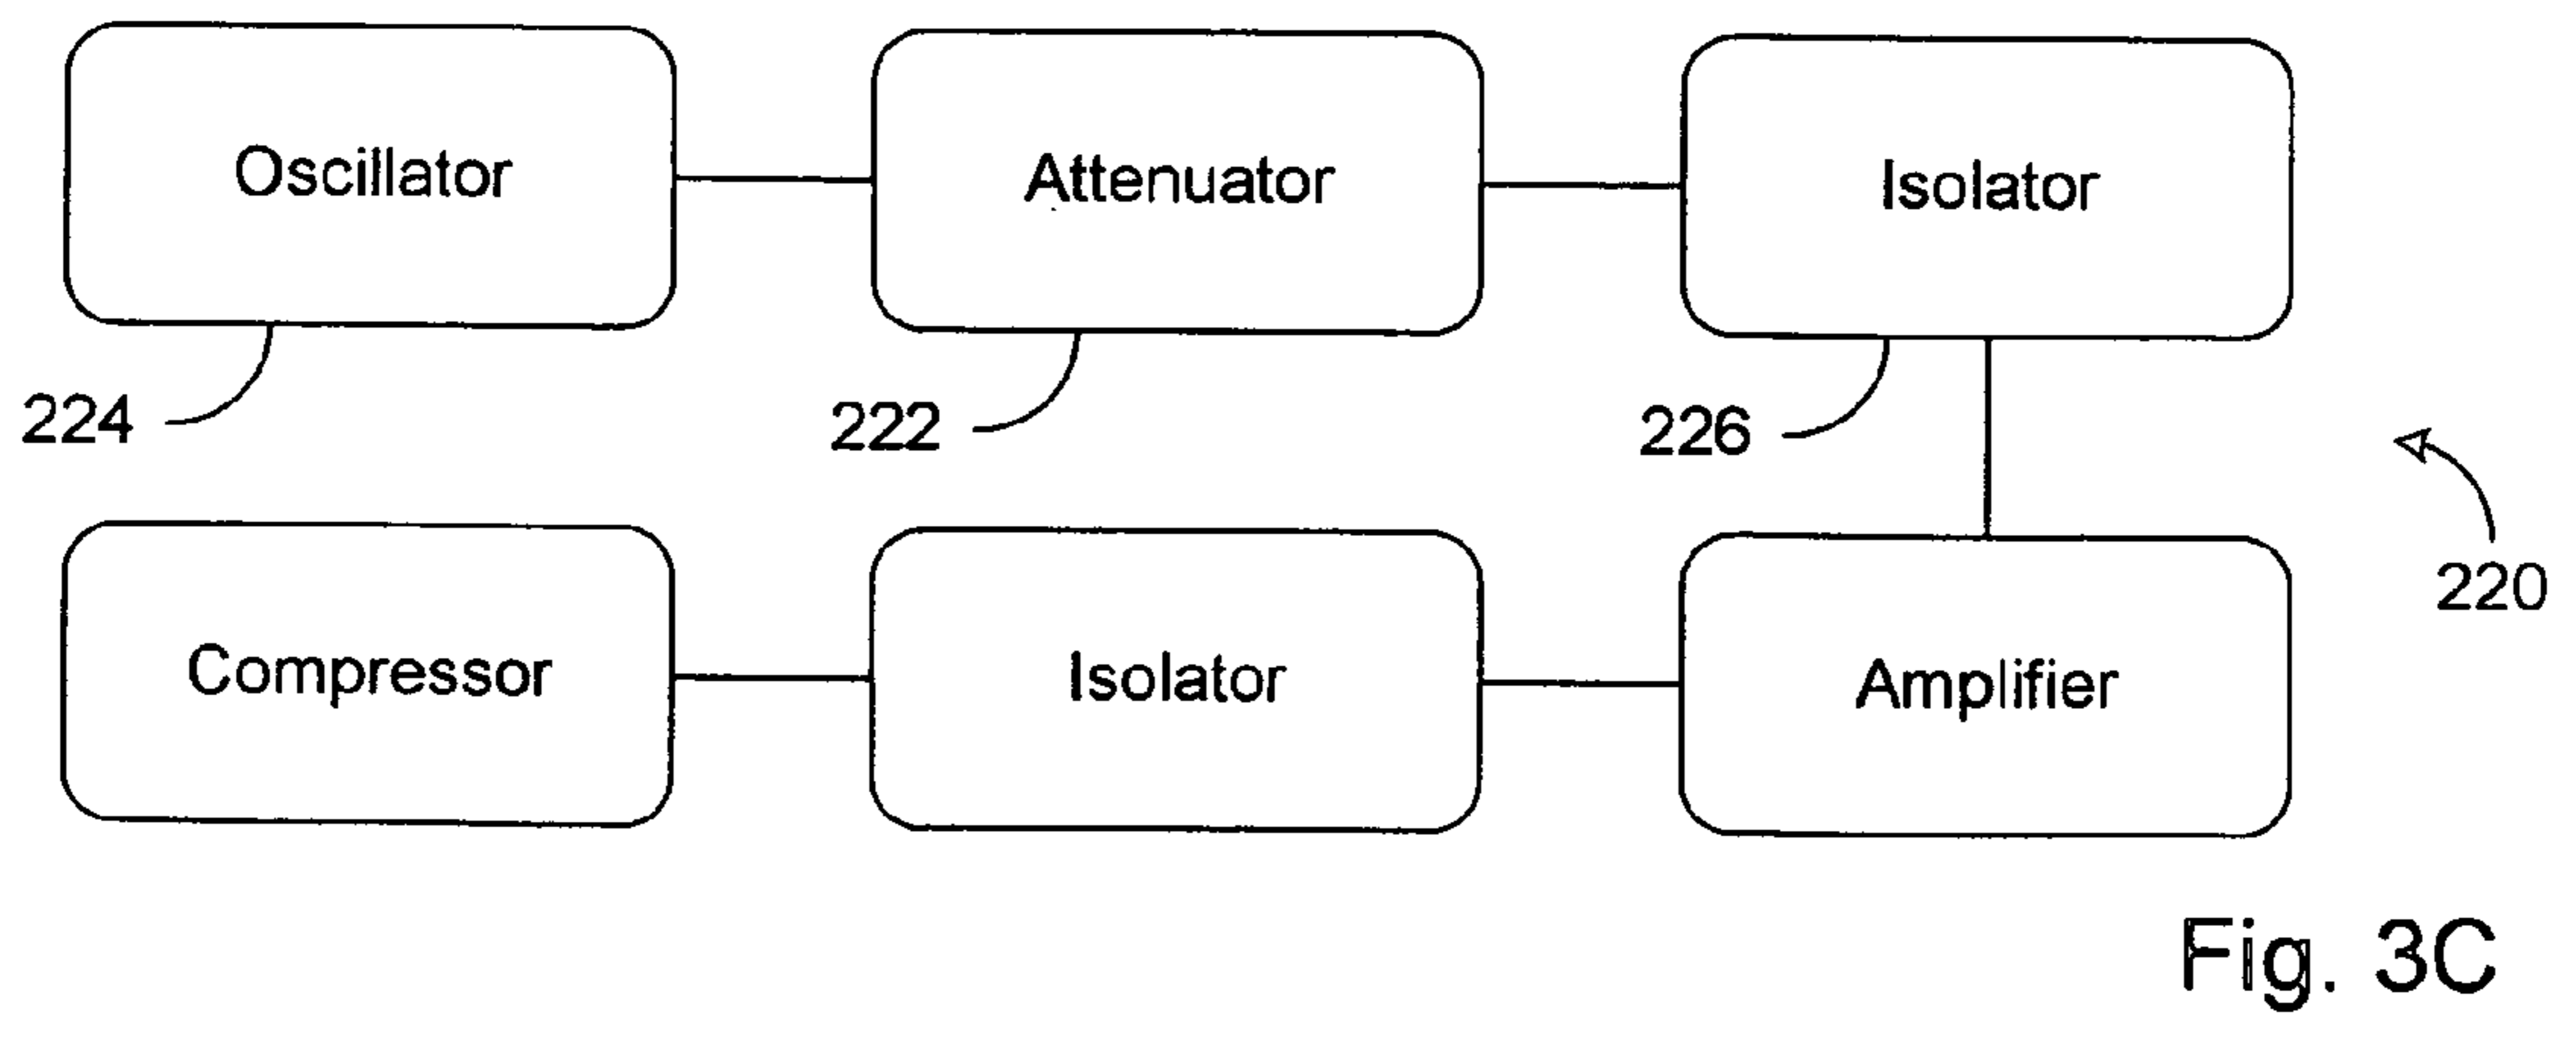 Oscillator
Attenuator
Isolator
224
222
226
220
Compressor
Isolator
Amplifier
Fig. 3C